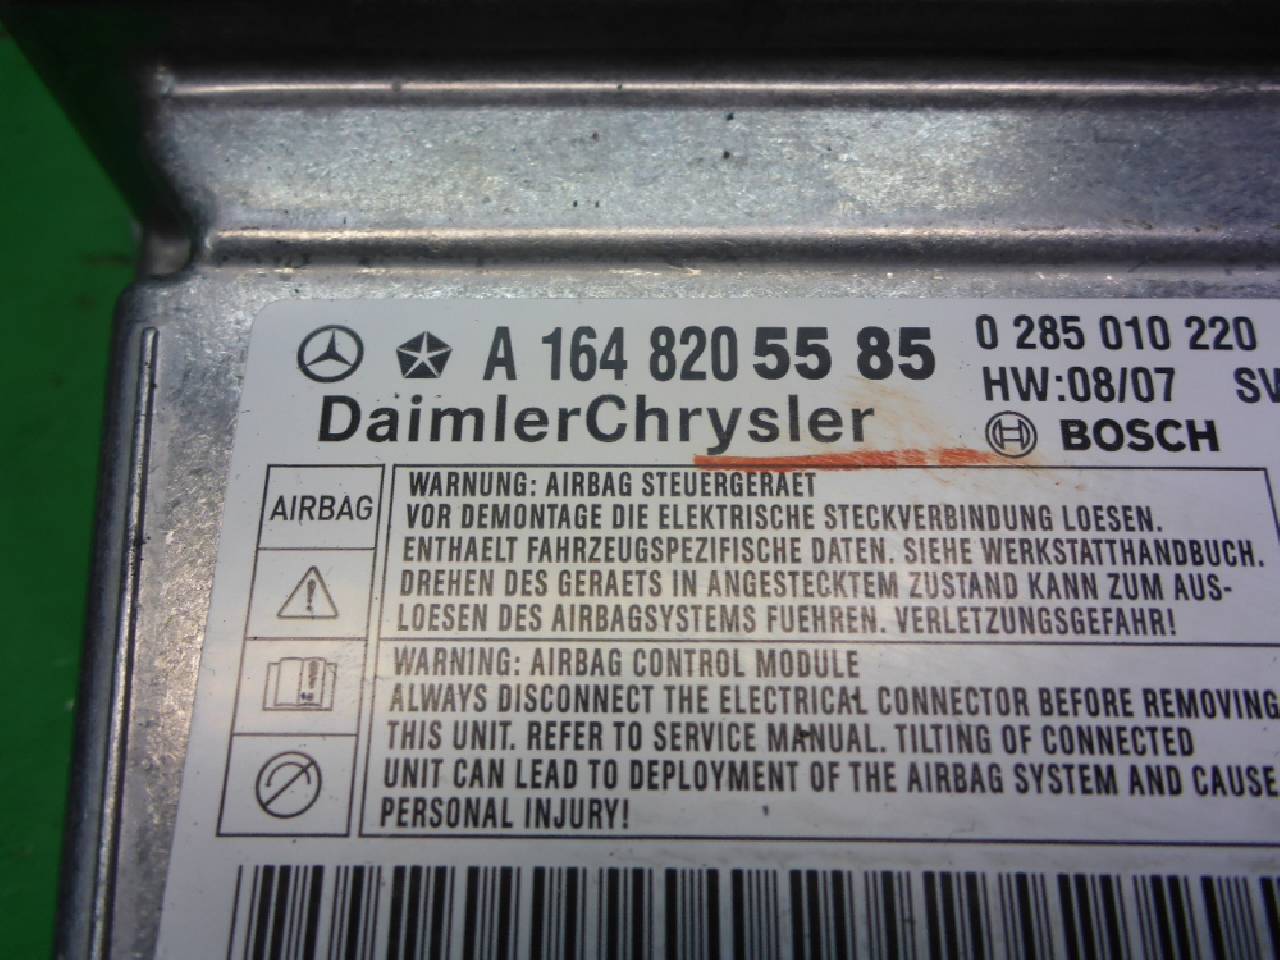 A 164 820 55 85
0 285 010 220
HW:08/07 SV
DaimlerChrysler
BOSCH
AIRBAG
WARNUNG: AIRBAG STEUERGERAET
VOR DEMONTAGE DIE ELEKTRISCHE STECKVERBINDUNG LOESEN.
ENTHAELT FAHRZEUGSPEZIFISCHE DATEN. SIEHE WERKSTATTHANDBUCH.
DREHEN DES GERAETS IN ANGESTECKTEM ZUSTAND KANN ZUM AUS-
LOESEN DES AIRBAGSYSTEMS FUEHREN. VERLETZUNGSGEFAHR!
WARNING: AIRBAG CONTROL MODULE
ALWAYS DISCONNECT THE ELECTRICAL CONNECTOR BEFORE REMOVING
THIS UNIT. REFER TO SERVICE MANUAL. TILTING OF CONNECTED
UNIT CAN LEAD TO DEPLOYMENT OF THE AIRBAG SYSTEM AND CAUSE
PERSONAL INJURY!